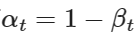 α_t = 1 − β_t